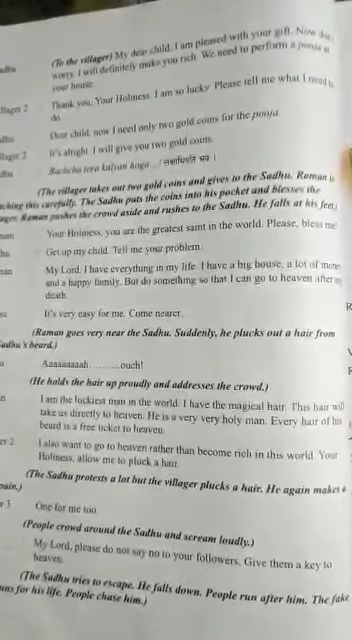 (To the villager) My dear child, I am pleased with your gift. Now
worry. I will definitely make you rich. We need to perform a pooja
your house.
Thank you, Your Holiness. I am so lucky. Please tell me what I need
do.
Dear child, now I need only two gold coins for the pooja.
It's alright. I will give you two gold coins.
Bachcha tera kalyan hoga
(The villager takes out two gold coins and gives to the Sadhu. Raman
this carefully. The Sadhu puts the coins into his pocket and blesses the
Raman pushes the crowd aside and rushes to the Sadhu. He falls at his feet
Your Holiness, you are the greatest saint in the world. Please, bless me
Get up my child. Tell me your problem.
My Lord, I have everything in my life. I have a big house, a lot of
and a happy family. But do something so that I can go to heaven after
death.
It's very easy for me. Come nearer..
(Raman goes very near the Sadhu. Suddenly, he plucks out a hair from
Sadhu's beard.)
Aaaaaaaaah..........ouch!
(He holds the hair up proudly and addresses the crowd.)
I am the luckiest man in the world. I have the magical hair. This hair will
take us directly to heaven. He is a very very holy man. Every hair of his
beard is a free ticket to heaven.
2 I also want to go to heaven rather than become rich in this world. Your
Holiness, allow me to pluck a hair.
(The Sadhu protests a lot but the villager plucks a hair. He again makes
pain.)
3 One for me too.
(People crowd around the Sadhu and scream loudly.)
My Lord, please do not say no to your followers. Give them a key to
heaven.
(The Sadhu tries to escape. He falls down. People run after him. The fake
runs for his life. People chase him.)